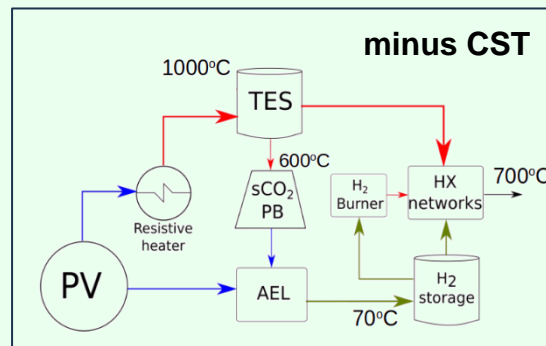 minus CST
1000°C
TES
600°C
sCO₂
PB
700°C
H₂
Burner
HX
networks
Resistive
heater
PV
AEL
70°C
H2
storage